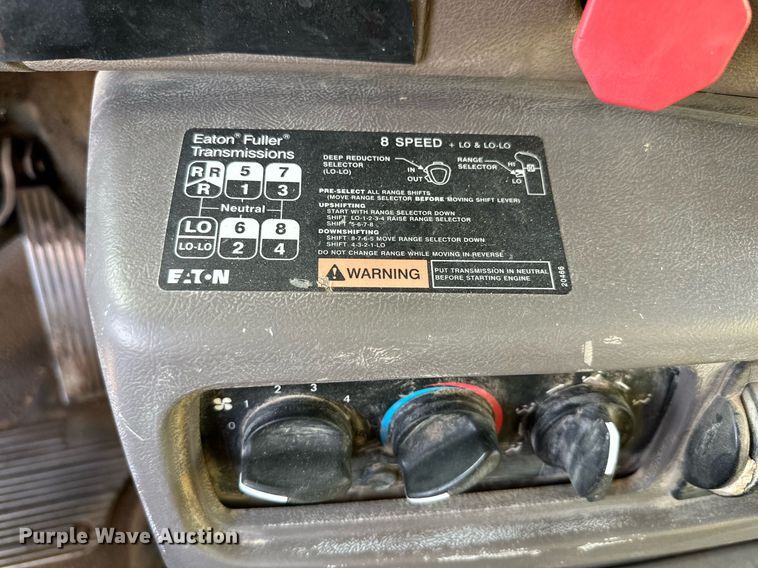 Eaton® Fuller®
Transmissions
8 SPEED + LO & LO-LO
DEEP REDUCTION
SELECTOR
(LO-LO)
IN
OUT
RANGE
SELECTOR
HI
LO
R R 5 7
R 1 3
Neutral
LO 6 8
LO-LO 2 4
PRE-SELECT ALL RANGE SHIFTS
(MOVE RANGE SELECTOR BEFORE MOVING SHIFT LEVER)
UPSHIFTING
START WITH RANGE SELECTOR DOWN
SHIFT LO-1-2-3-4 RAISE RANGE SELECTOR
SHIFT 5-6-7-8
DOWNSHIFTING
SHIFT 8-7-6-5 MOVE RANGE SELECTOR DOWN
SHIFT 4-3-2-1-LO
DO NOT CHANGE RANGE WHILE MOVING IN REVERSE
EATON
WARNING
PUT TRANSMISSION IN NEUTRAL
BEFORE STARTING ENGINE
20486
0 1 2 3 4
Purple Wave Auction